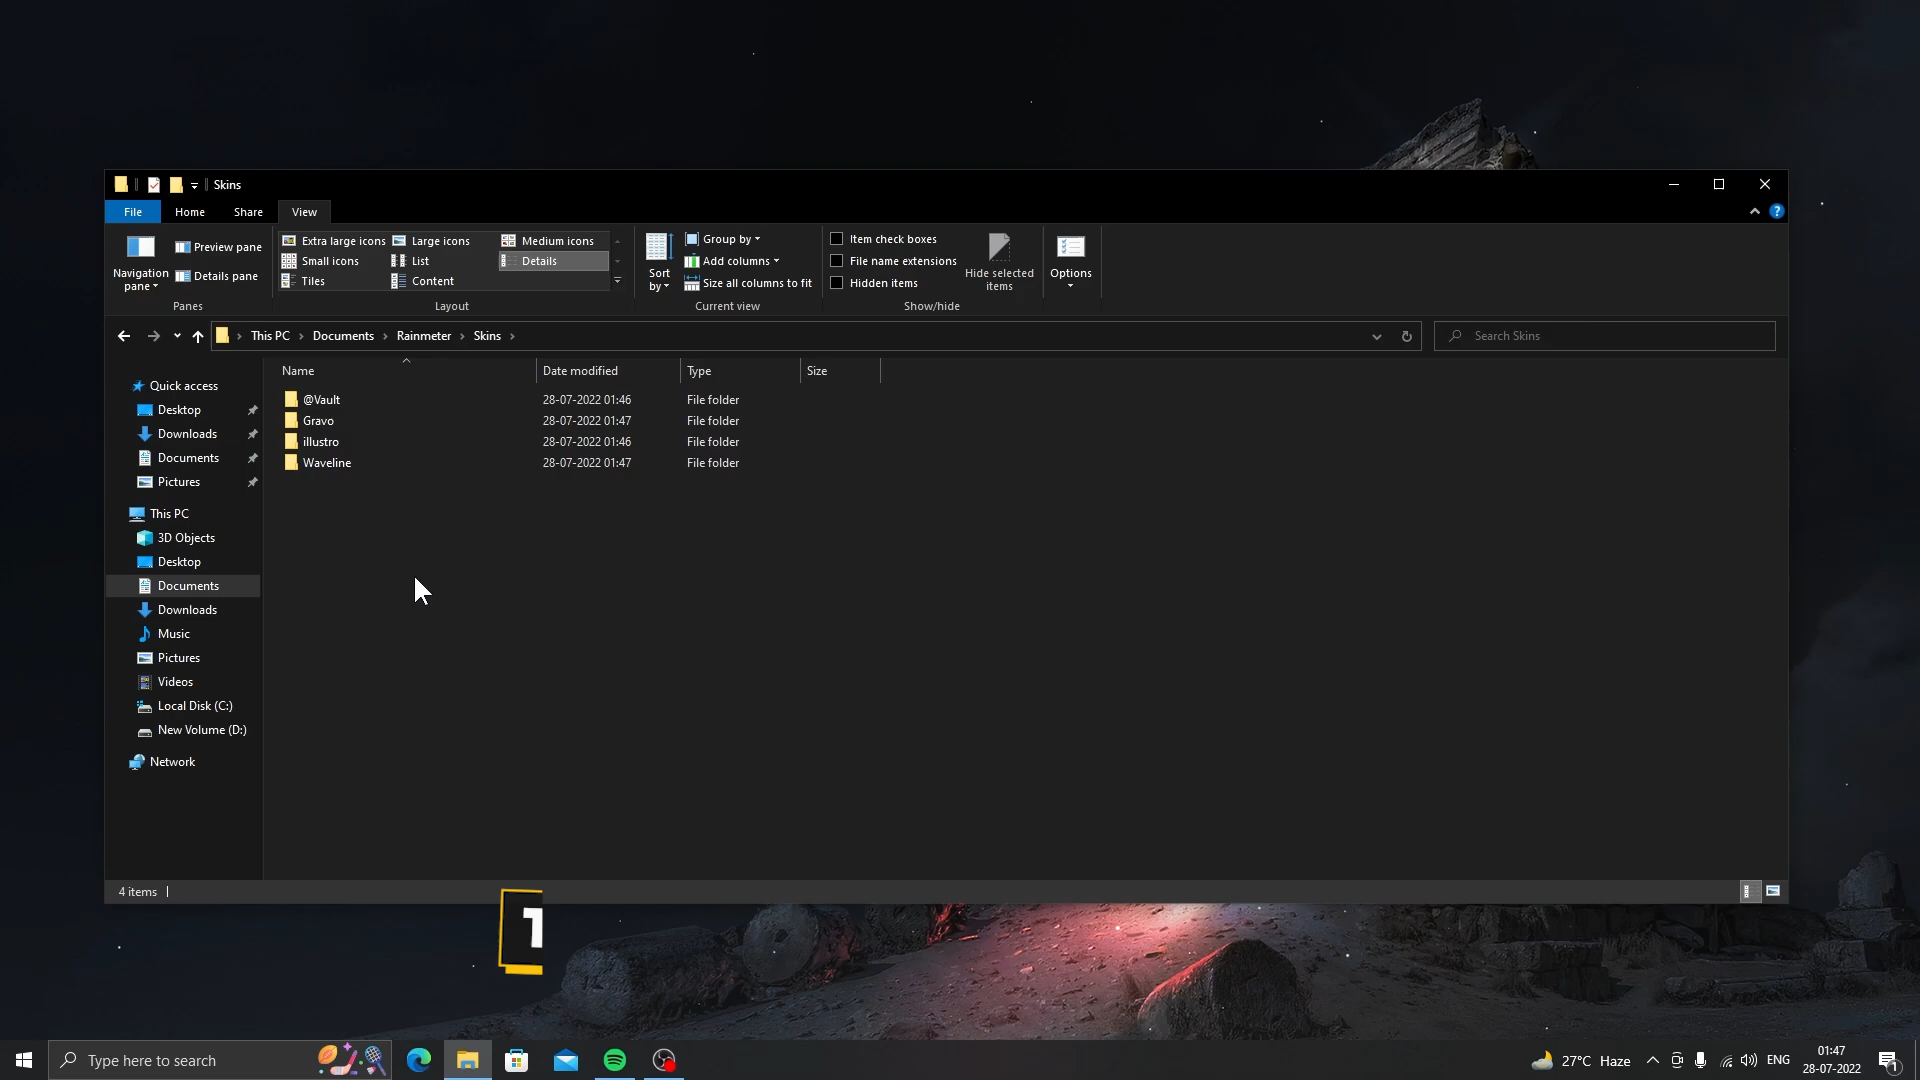 Skins
File Home Share View
Navigation pane
Preview pane
Details pane
Panes
Extra large icons Large icons Medium icons
Small icons List Details
Tiles Content
Layout
Sort by
Group by
Add columns
Size all columns to fit
Current view
Item check boxes
File name extensions
Hidden items
Hide selected items
Show/hide
Options
This PC Documents Rainmeter Skins
Search Skins
Name Date modified Type Size
@Vault 28-07-2022 01:46 File folder
Gravo 28-07-2022 01:47 File folder
illustro 28-07-2022 01:46 File folder
Waveline 28-07-2022 01:47 File folder
Quick access
Desktop
Downloads
Documents
Pictures
This PC
3D Objects
Desktop
Documents
Downloads
Music
Pictures
Videos
Local Disk (C:)
New Volume (D:)
Network
4 items
1
Type here to search
27°C Haze
ENG
01:47
28-07-2022
1